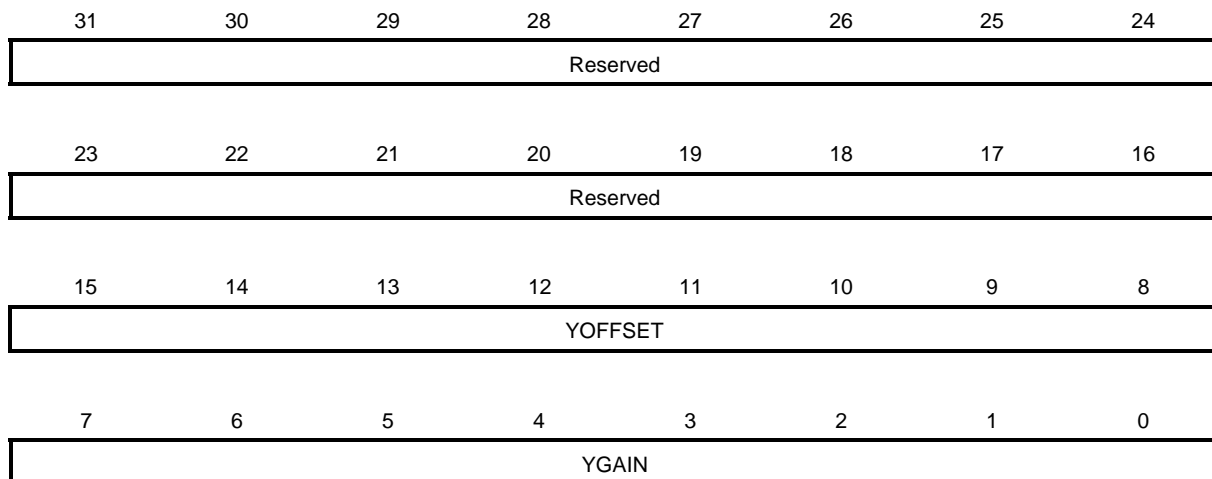 31 30 29 28 27 26 25 24
Reserved
23 22 21 20 19 18 17 16
Reserved
15 14 13 12 11 10 9 8
YOFFSET
7 6 5 4 3 2 1 0
YGAIN